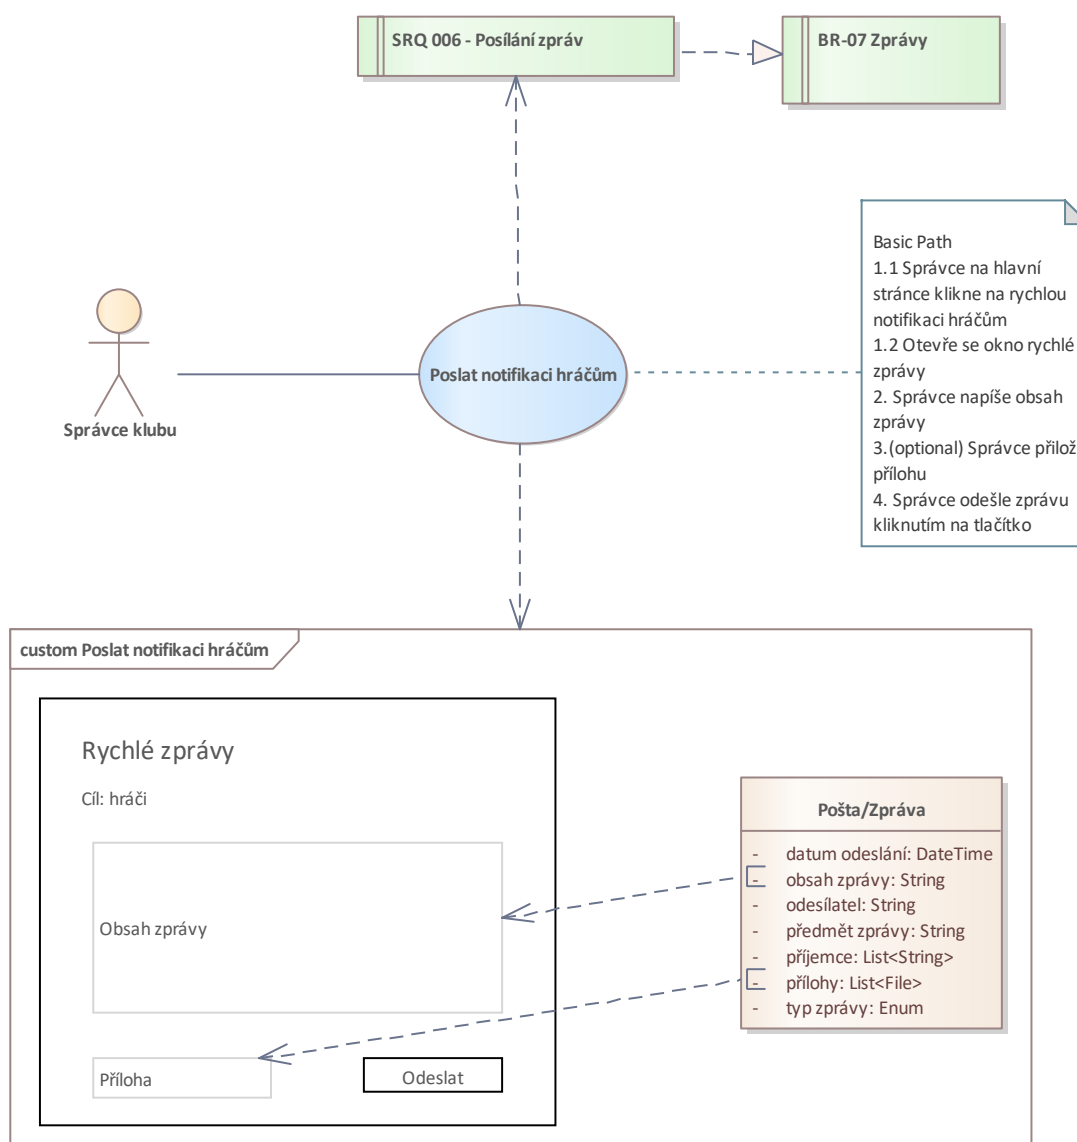 SRQ 006 - Posílání zpráv
BR-07 Zprávy
Basic Path
1.1 Správce na hlavní
stránce klikne na rychlou
notifikaci hráčům
1.2 Otevře se okno rychlé
zprávy
2. Správce napíše obsah
zprávy
3.(optional) Správce přilož
přílohu
4. Správce odešle zprávu
kliknutím na tlačítko
Poslat notifikaci hráčům
Správce klubu
custom Poslat notifikaci hráčům
Rychlé zprávy
Cíl: hráči
Obsah zprávy
Příloha
Odeslat
Pošta/Zpráva
- datum odeslání: DateTime
- obsah zprávy: String
- odesílatel: String
- předmět zprávy: String
- příjemce: List<String>
- přílohy: List<File>
- typ zprávy: Enum